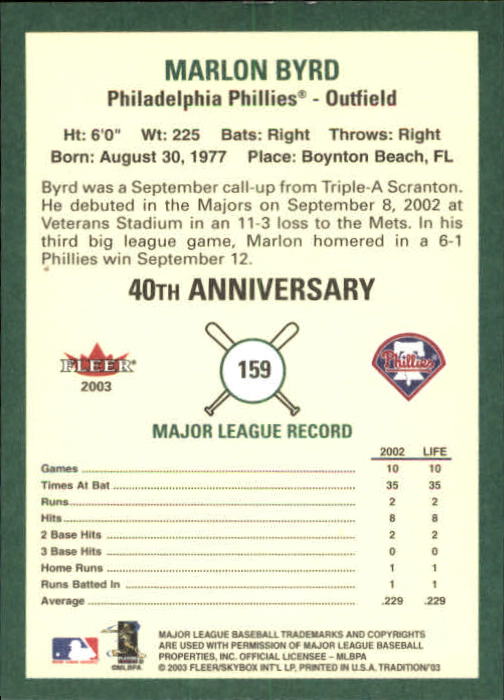 MARLON BYRD
Philadelphia Phillies® - Outfield
Ht: 6'0" Wt: 225 Bats: Right Throws: Right
Born: August 30, 1977 Place: Boynton Beach, FL
Byrd was a September call-up from Triple-A Scranton.
He debuted in the Majors on September 8, 2002 at
Veterans Stadium in an 11-3 loss to the Mets. In his
third big league game, Marlon homered in a 6-1
Phillies win September 12.
40TH ANNIVERSARY
FLEER®
2003
159
Phillies
MAJOR LEAGUE RECORD
2002 LIFE
Games 10 10
Times At Bat 35 35
Runs 2 2
Hits 8 8
2 Base Hits 2 2
3 Base Hits 0 0
Home Runs 1 1
Runs Batted In 1 1
Average .229 .229
©MLBPA
MAJOR LEAGUE BASEBALL TRADEMARKS AND COPYRIGHTS
ARE USED WITH PERMISSION OF MAJOR LEAGUE BASEBALL
PROPERTIES, INC. OFFICIAL LICENSEE - MLBPA
© 2003 FLEER/SKYBOX INT'L LP, PRINTED IN U.S.A. TRADITION'03